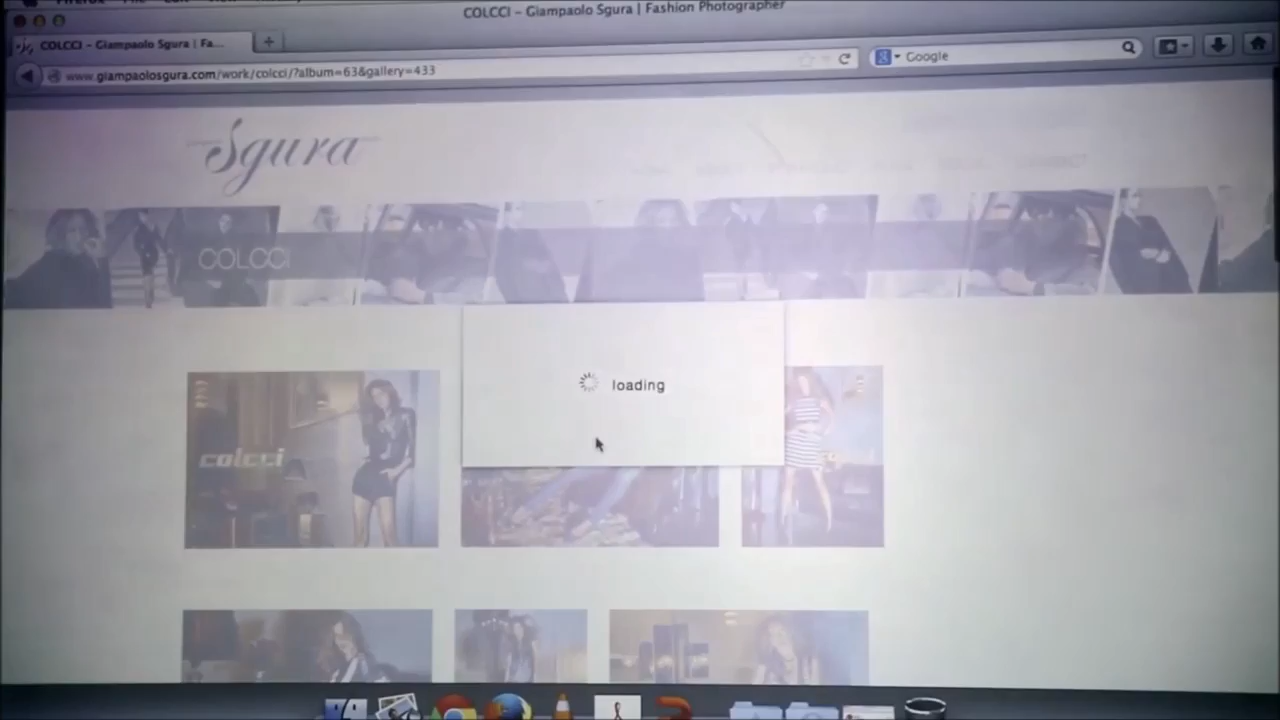 COLCCI – Giampaolo Sgura | Fashion Photographer
COLCCI – Giampaolo Sgura | Fa...
www.giampaolosgura.com/work/colcci/?album=63&gallery=433
Google
Sgura
COLCCI
loading
colcci